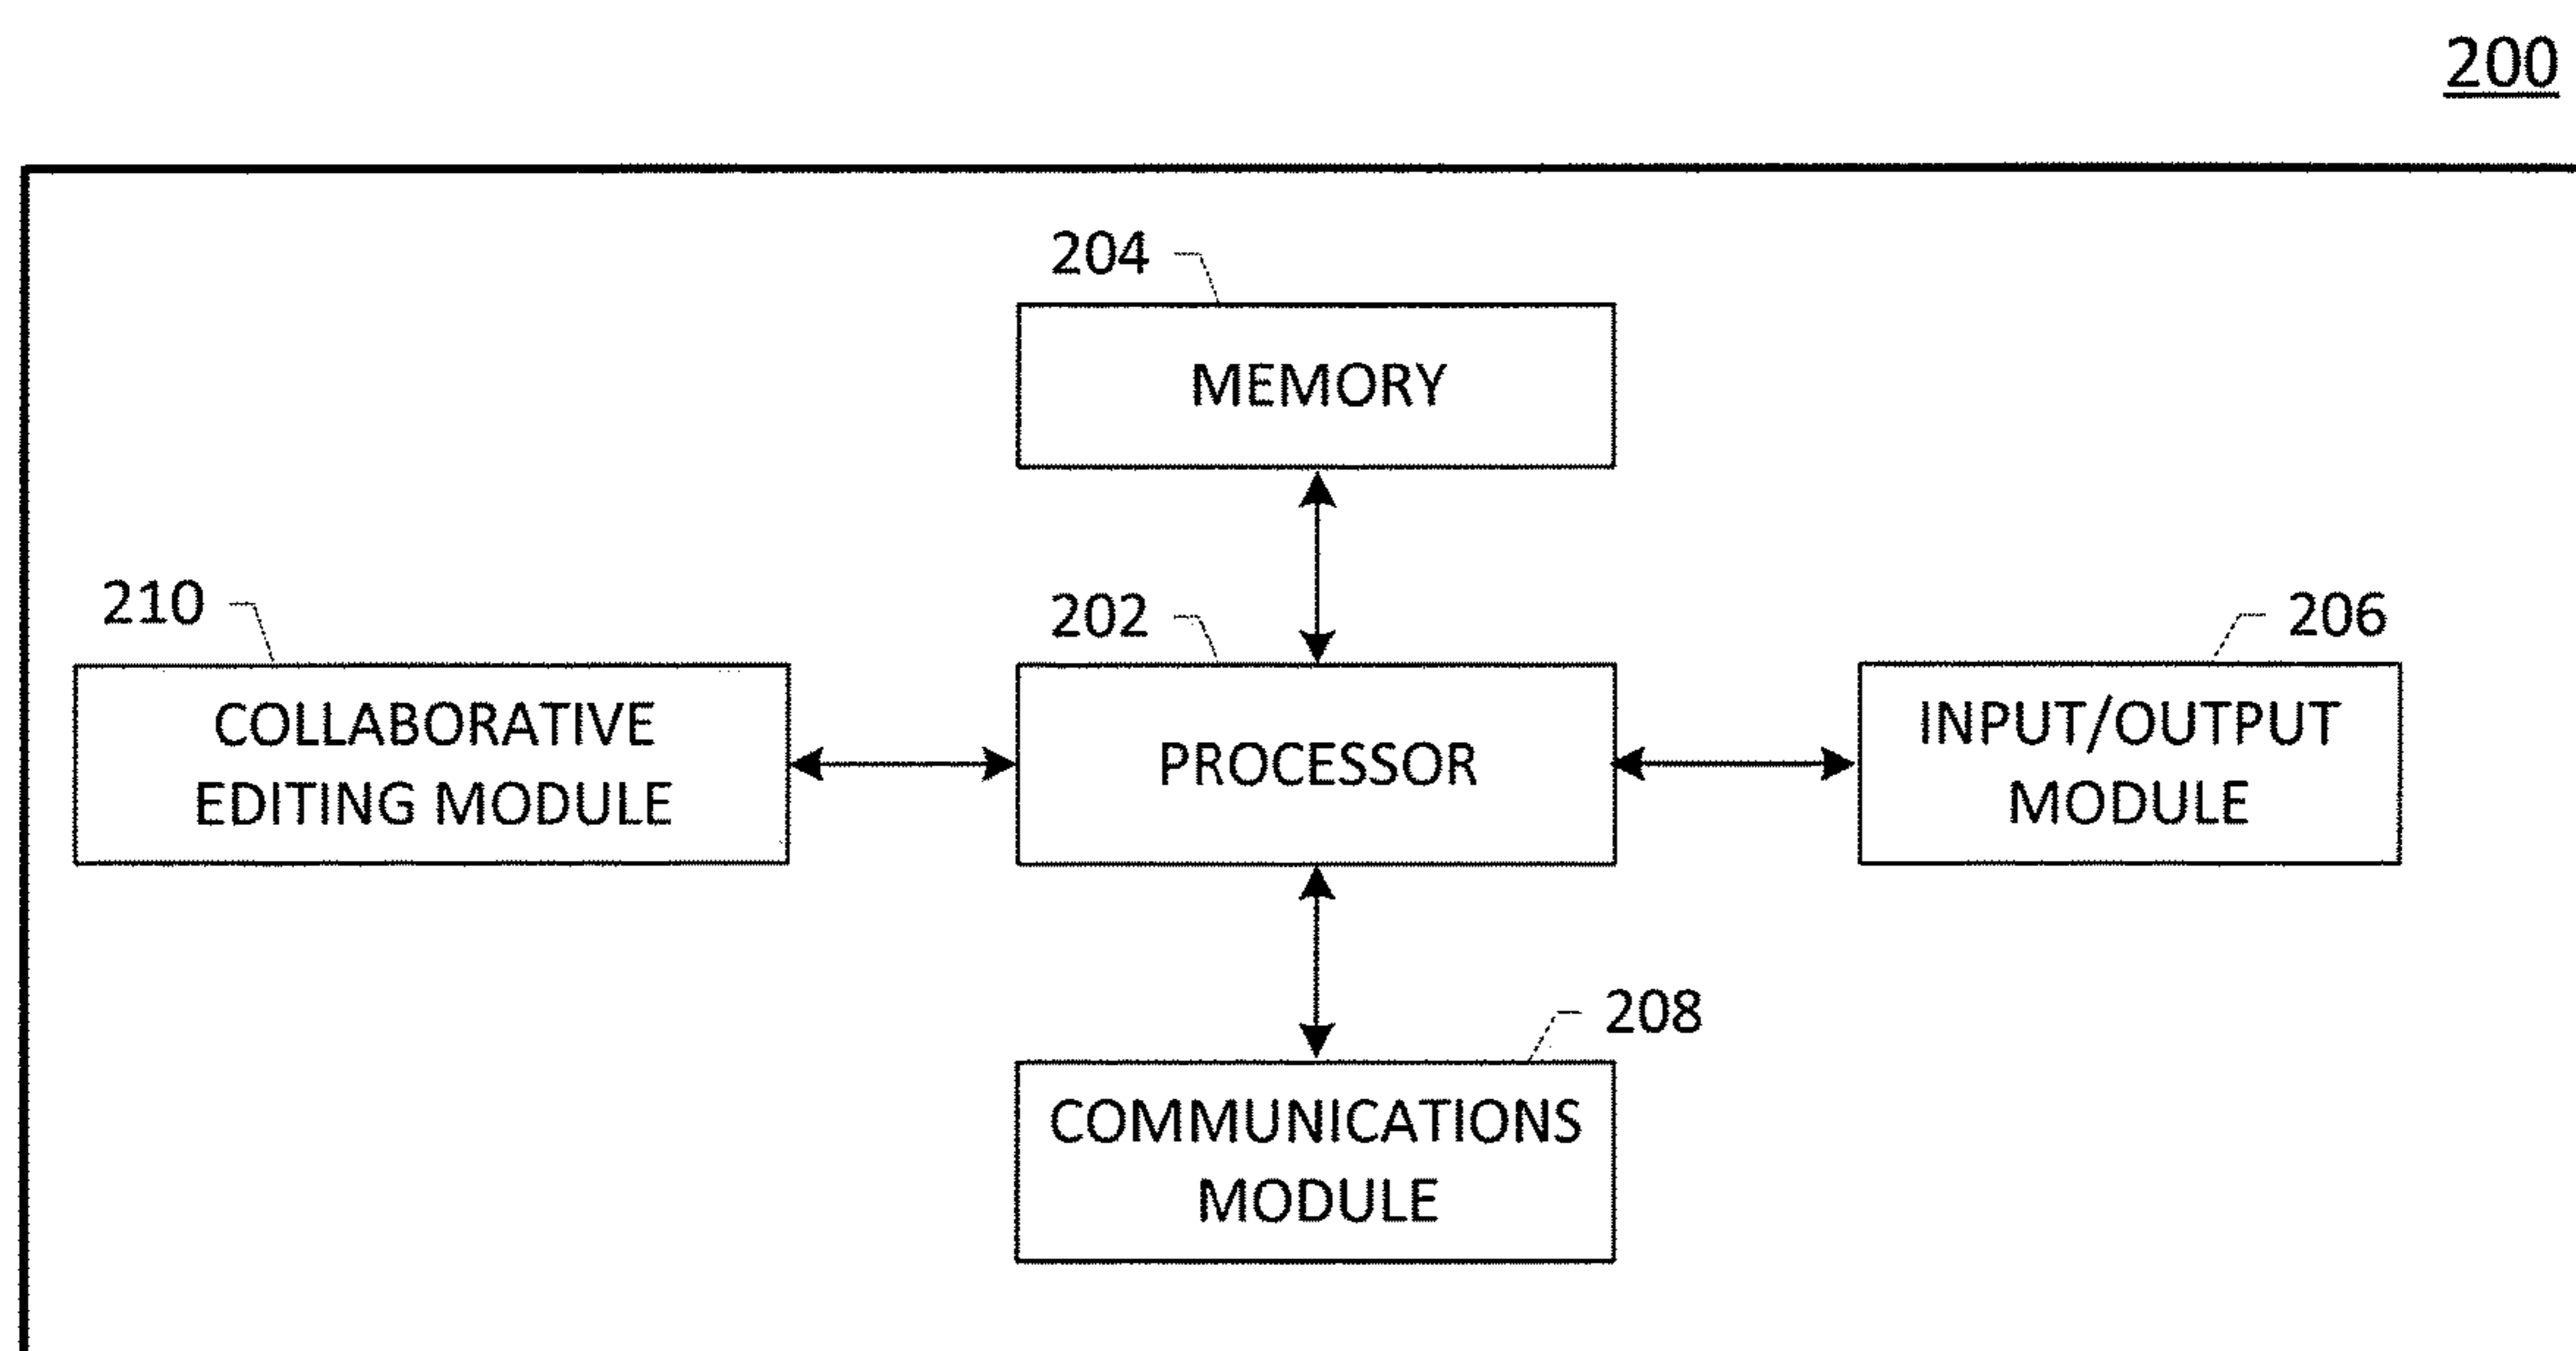 200
204
MEMORY
210
202
206
COLLABORATIVE
EDITING MODULE
PROCESSOR
INPUT/OUTPUT
MODULE
208
COMMUNICATIONS
MODULE